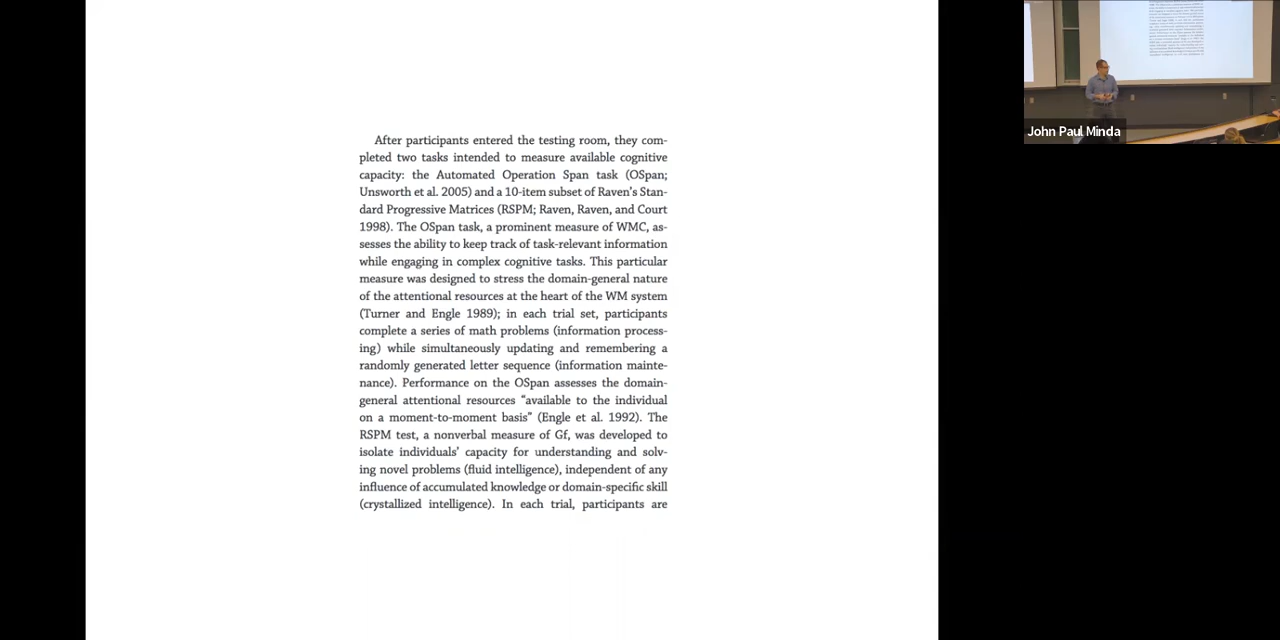 After participants entered the testing room, they com-
pleted two tasks intended to measure available cognitive
capacity: the Automated Operation Span task (OSpan;
Unsworth et al. 2005) and a 10-item subset of Raven's Stan-
dard Progressive Matrices (RSPM; Raven, Raven, and Court
1998). The OSpan task, a prominent measure of WMC, as-
sesses the ability to keep track of task-relevant information
while engaging in complex cognitive tasks. This particular
measure was designed to stress the domain-general nature
of the attentional resources at the heart of the WM system
(Turner and Engle 1989); in each trial set, participants
complete a series of math problems (information process-
ing) while simultaneously updating and remembering a
randomly generated letter sequence (information mainte-
nance). Performance on the OSpan assesses the domain-
general attentional resources “available to the individual
on a moment-to-moment basis” (Engle et al. 1992). The
RSPM test, a nonverbal measure of Gf, was developed to
isolate individuals’ capacity for understanding and solv-
ing novel problems (fluid intelligence), independent of any
influence of accumulated knowledge or domain-specific skill
(crystallized intelligence). In each trial, participants are
John Paul Minda